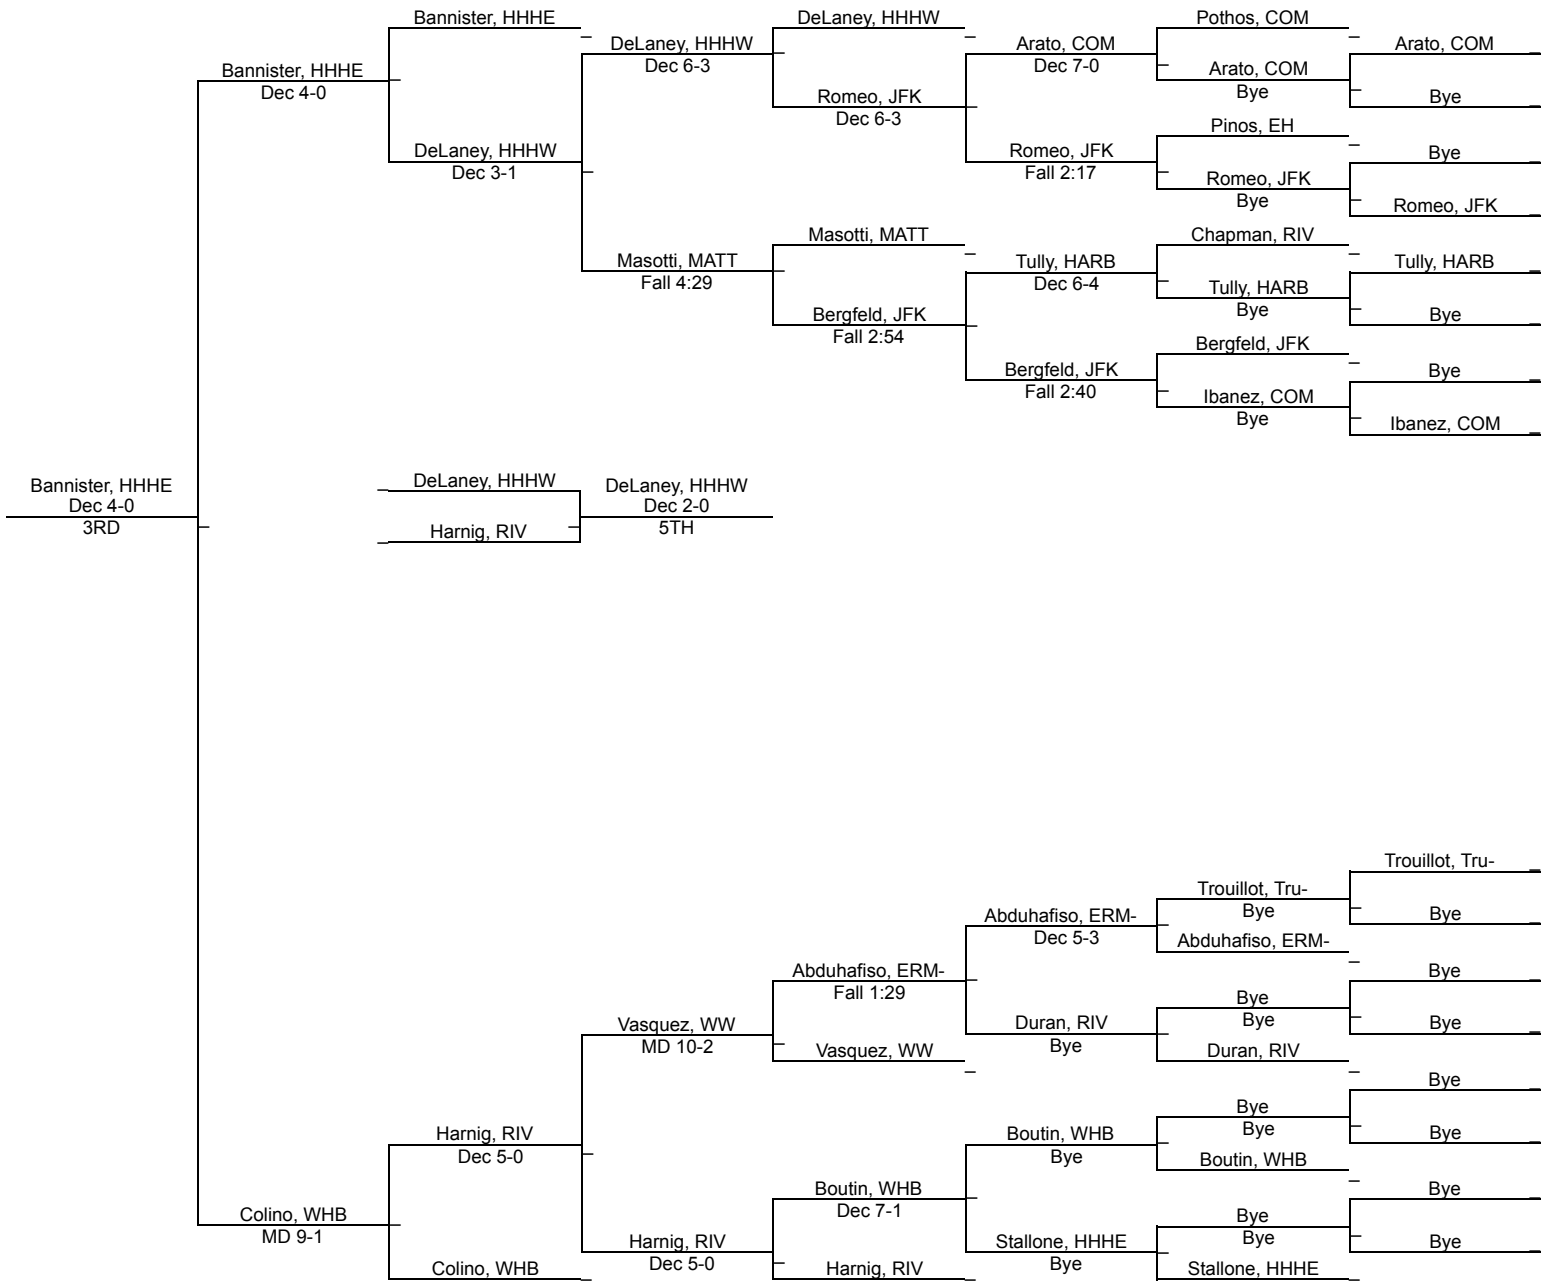 Bannister, HHHE
DeLaney, HHHW
Pothos, COM
DeLaney, HHHW
Dec 6-3
Arato, COM
Dec 7-0
Arato, COM
Bannister, HHHE
Dec 4-0
Arato, COM
Bye
Romeo, JFK
Dec 6-3
Bye
Pinos, EH
DeLaney, HHHW
Dec 3-1
Romeo, JFK
Fall 2:17
Bye
Romeo, JFK
Bye
Romeo, JFK
Masotti, MATT
Chapman, RIV
Masotti, MATT
Fall 4:29
Tully, HARB
Dec 6-4
Tully, HARB
Tully, HARB
Bye
Bergfeld, JFK
Fall 2:54
Bye
Bergfeld, JFK
Bergfeld, JFK
Fall 2:40
Bye
Ibanez, COM
Bye
Ibanez, COM
Bannister, HHHE
Dec 4-0
3RD
DeLaney, HHHW
Harnig, RIV
DeLaney, HHHW
Dec 2-0
5TH
Trouillot, Tru-
Trouillot, Tru-
Bye
Abduhafiso, ERM-
Dec 5-3
Bye
Abduhafiso, ERM-
Abduhafiso, ERM-
Fall 1:29
Bye
Bye
Bye
Vasquez, WW
MD 10-2
Duran, RIV
Bye
Bye
Vasquez, WW
Duran, RIV
Bye
Bye
Bye
Harnig, RIV
Dec 5-0
Boutin, WHB
Bye
Bye
Boutin, WHB
Boutin, WHB
Dec 7-1
Bye
Colino, WHB
MD 9-1
Bye
Bye
Harnig, RIV
Dec 5-0
Stallone, HHHE
Bye
Bye
Colino, WHB
Harnig, RIV
Stallone, HHHE